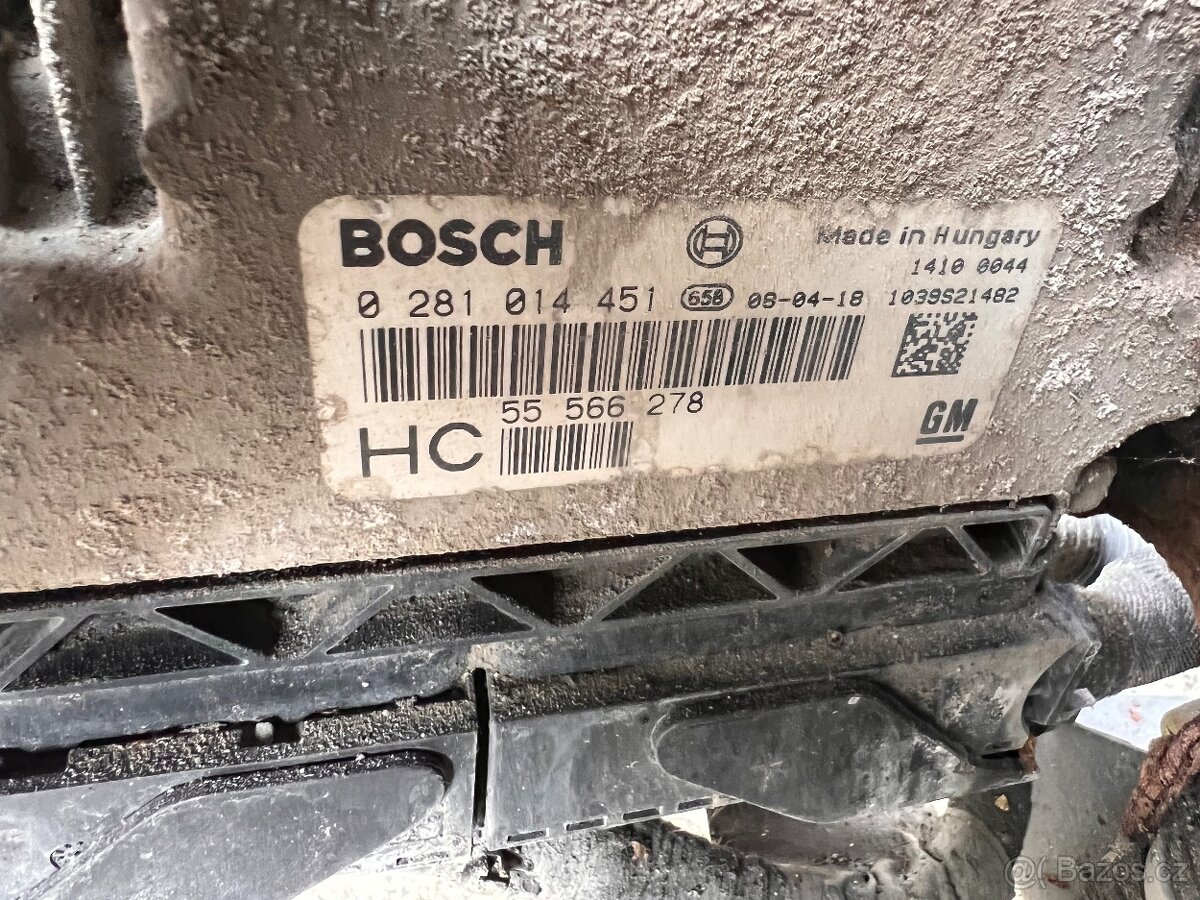 BOSCH
Made in Hungary
1410 0044
0 281 014 451 656 08-04-18 1039S21482
55 566 278
HC
GM
© Bazos.cz